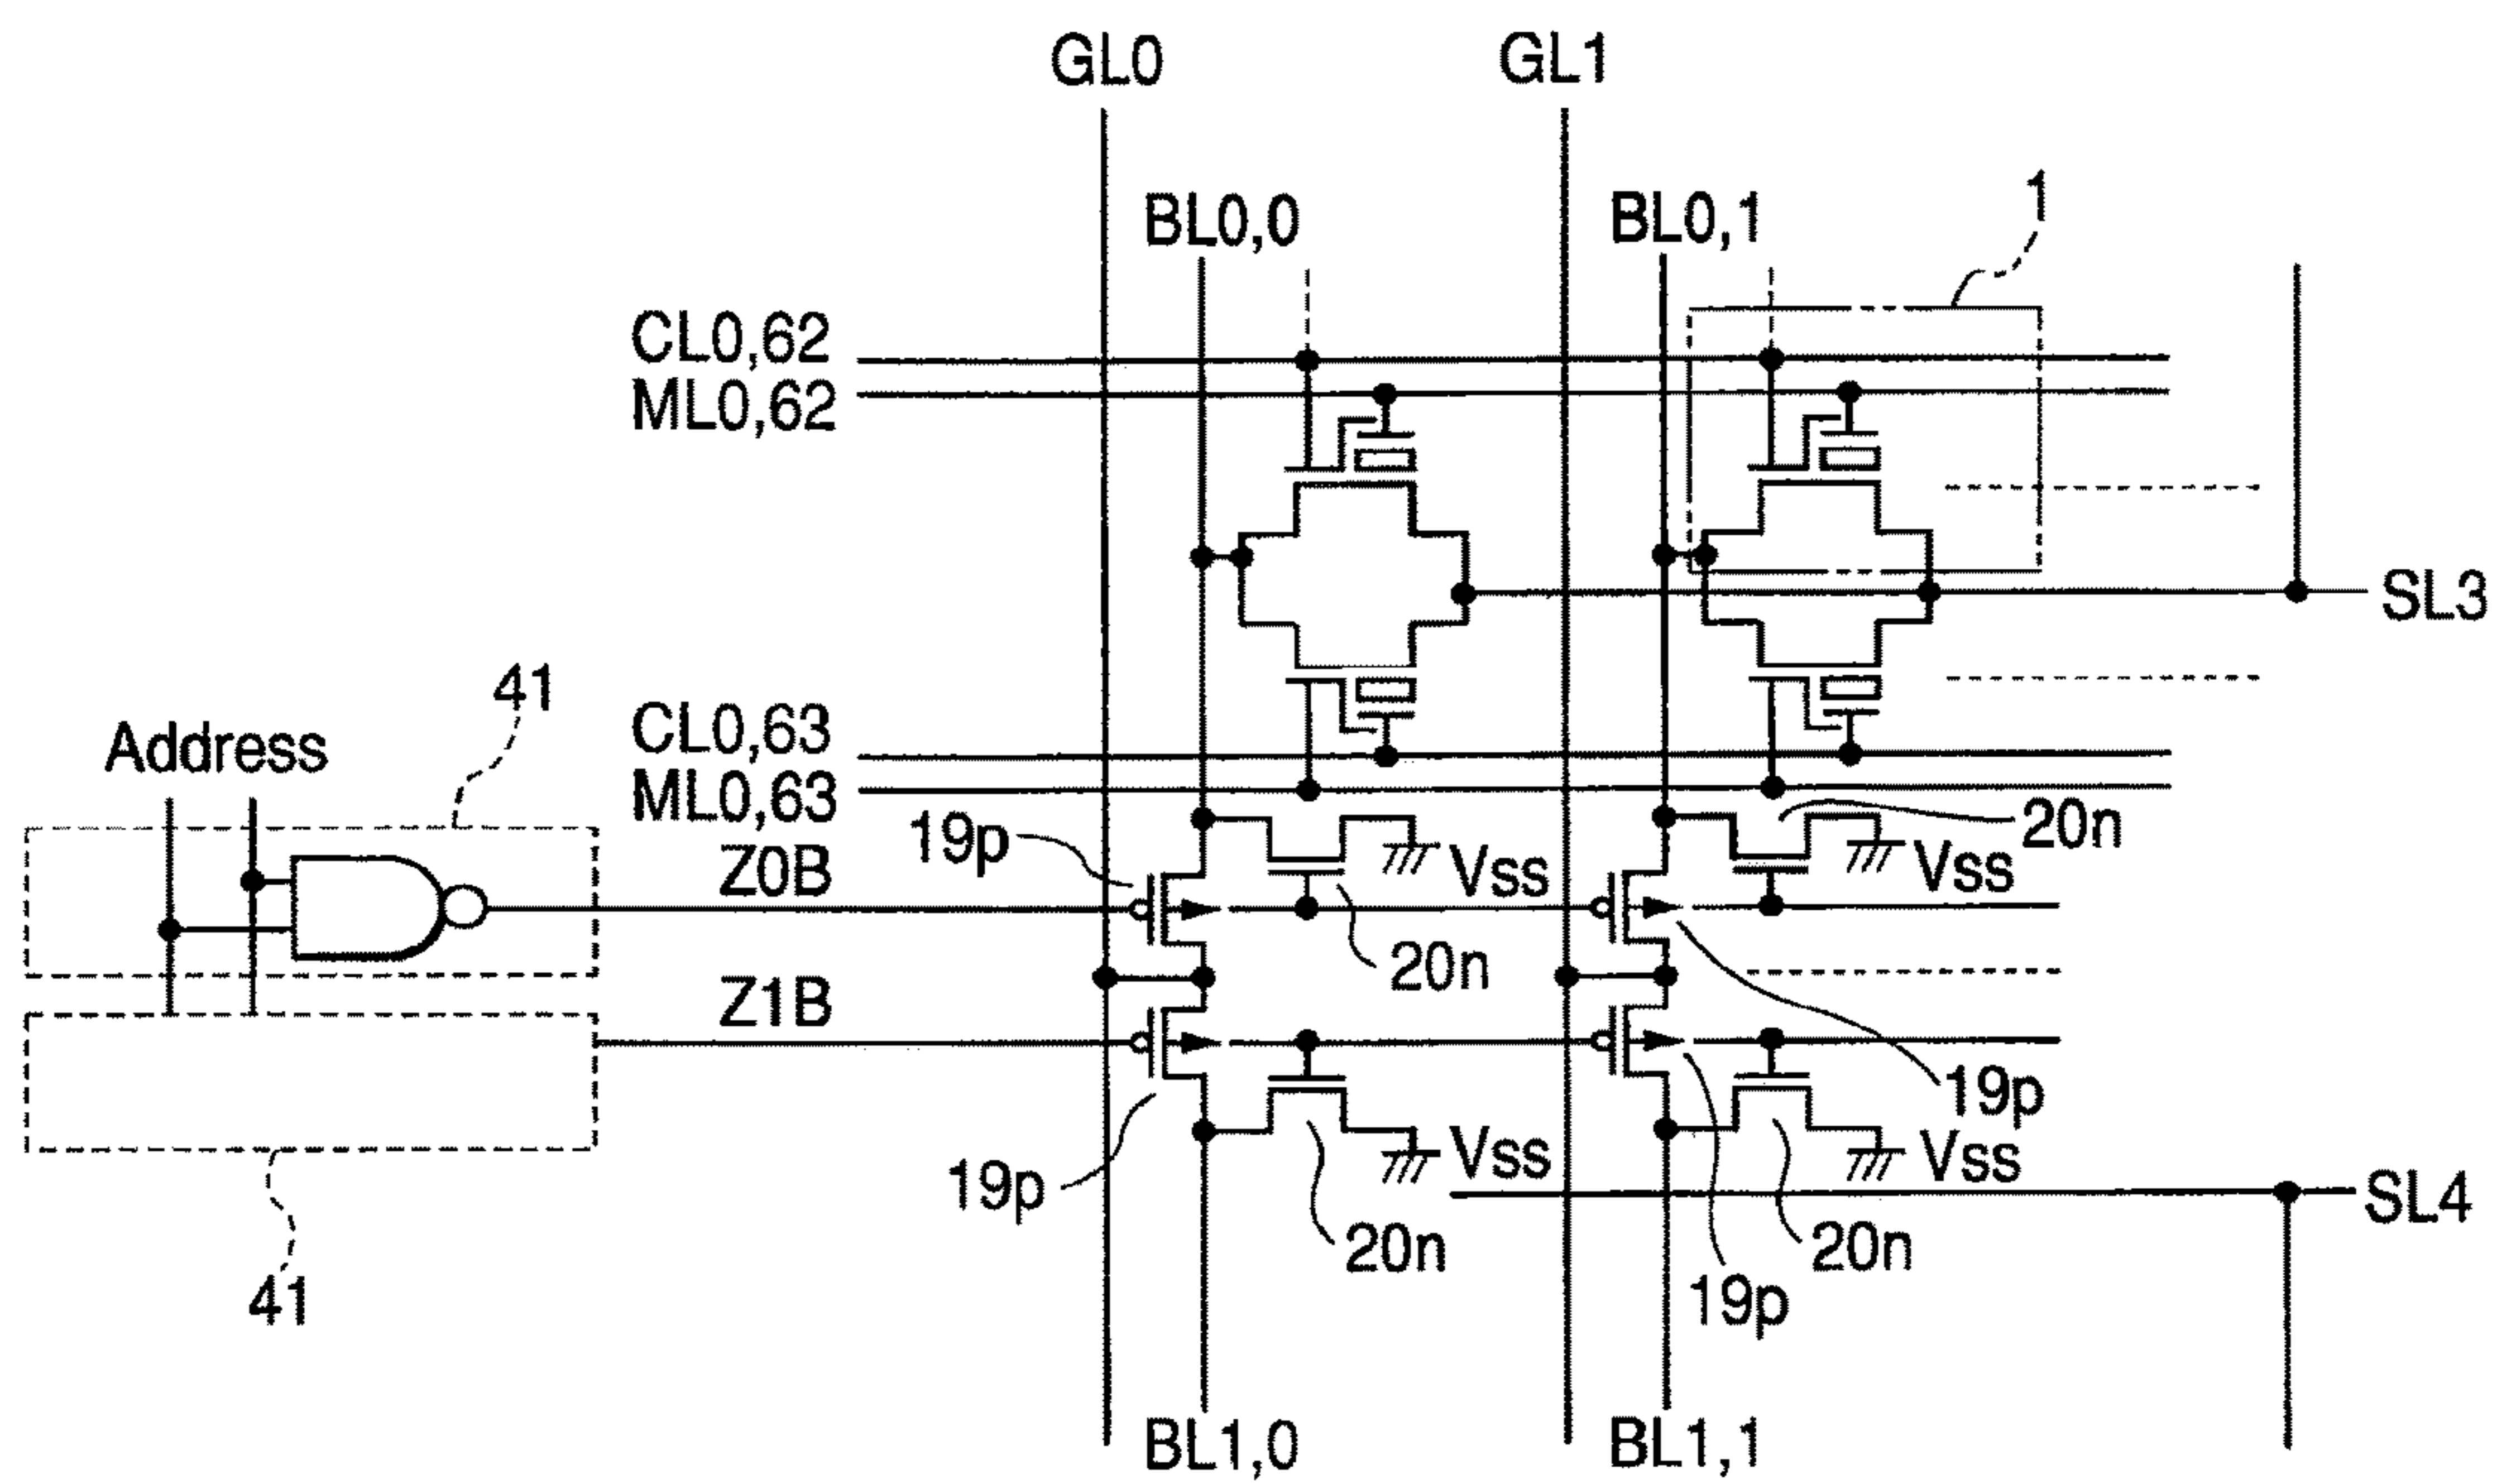 GL0
GL1
BL0,0
BL0,1
1
CL0,62
ML0,62
SL3
41
Address
CL0,63
ML0,63
19p
20n
Z0B
Vss
Vss
20n
Z1B
19p
Vss
Vss
19p
SL4
20n
20n
19p
41
BL1,0
BL1,1